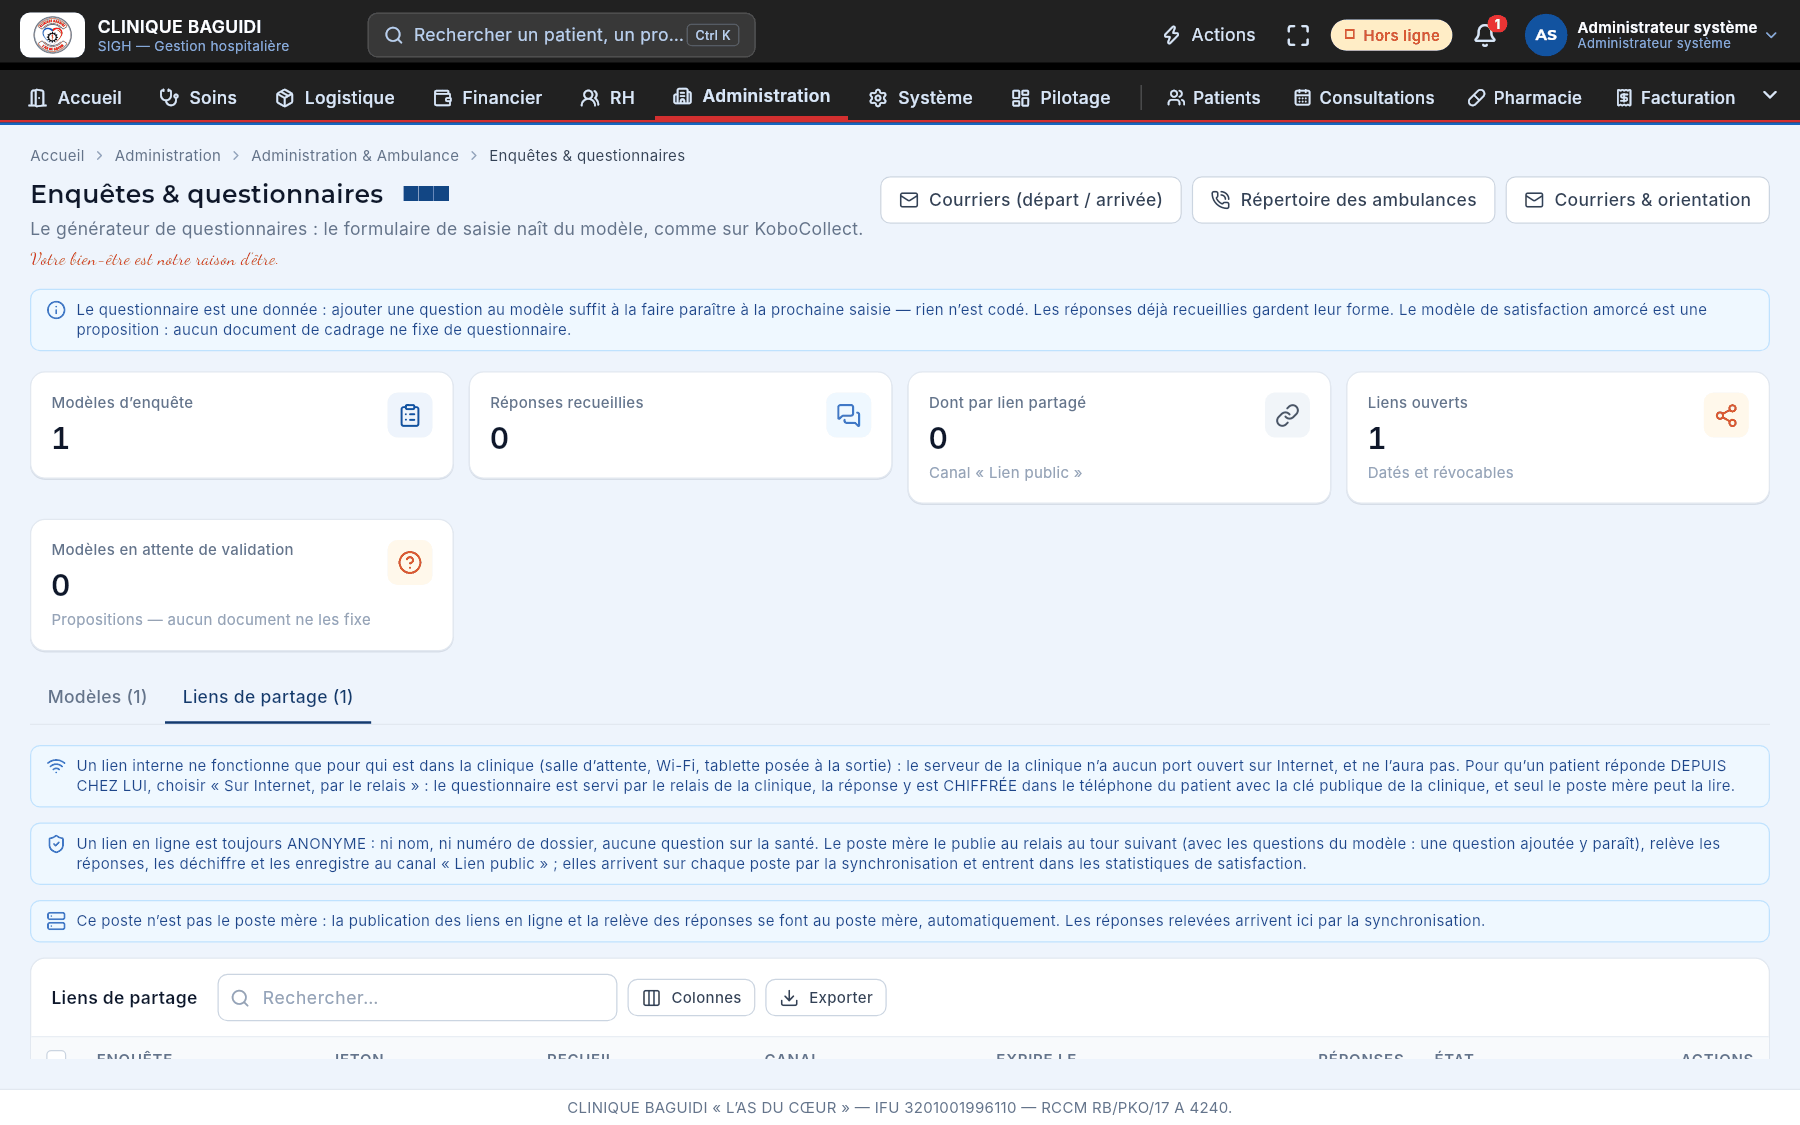 CLINIQUE BAGUIDI
SIGH — Gestion hospitalière
Rechercher un patient, un pro... Ctrl K
Actions
Hors ligne
1
AS
Administrateur système
Administrateur système
Accueil Soins Logistique Financier RH Administration Système Pilotage Patients Consultations Pharmacie Facturation
Accueil > Administration > Administration & Ambulance > Enquêtes & questionnaires
Enquêtes & questionnaires
Le générateur de questionnaires : le formulaire de saisie naît du modèle, comme sur KoboCollect.
Votre bien-être est notre raison d'être.
Courriers (départ / arrivée)
Répertoire des ambulances
Courriers & orientation
Le questionnaire est une donnée : ajouter une question au modèle suffit à la faire paraître à la prochaine saisie — rien n’est codé. Les réponses déjà recueillies gardent leur forme. Le modèle de satisfaction amorcé est une
proposition : aucun document de cadrage ne fixe de questionnaire.
Modèles d’enquête
1
Réponses recueillies
0
Dont par lien partagé
0
Canal « Lien public »
Liens ouverts
1
Datés et révocables
Modèles en attente de validation
0
Propositions — aucun document ne les fixe
Modèles (1)
Liens de partage (1)
Un lien interne ne fonctionne que pour qui est dans la clinique (salle d’attente, Wi-Fi, tablette posée à la sortie) : le serveur de la clinique n’a aucun port ouvert sur Internet, et ne l’aura pas. Pour qu’un patient réponde DEPUIS
CHEZ LUI, choisir « Sur Internet, par le relais » : le questionnaire est servi par le relais de la clinique, la réponse y est CHIFFRÉE dans le téléphone du patient avec la clé publique de la clinique, et seul le poste mère peut la lire.
Un lien en ligne est toujours ANONYME : ni nom, ni numéro de dossier, aucune question sur la santé. Le poste mère le publie au relais au tour suivant (avec les questions du modèle : une question ajoutée y paraît), relève les
réponses, les déchiffre et les enregistre au canal « Lien public » ; elles arrivent sur chaque poste par la synchronisation et entrent dans les statistiques de satisfaction.
Ce poste n’est pas le poste mère : la publication des liens en ligne et la relève des réponses se font au poste mère, automatiquement. Les réponses relevées arrivent ici par la synchronisation.
Liens de partage
Rechercher...
Colonnes
Exporter
ENQUÊTE JETON RECUEIL CANAL EXPIRE LE RÉPONSES ÉTAT ACTIONS
CLINIQUE BAGUIDI « L’AS DU CŒUR » — IFU 3201001996110 — RCCM RB/PKO/17 A 4240.